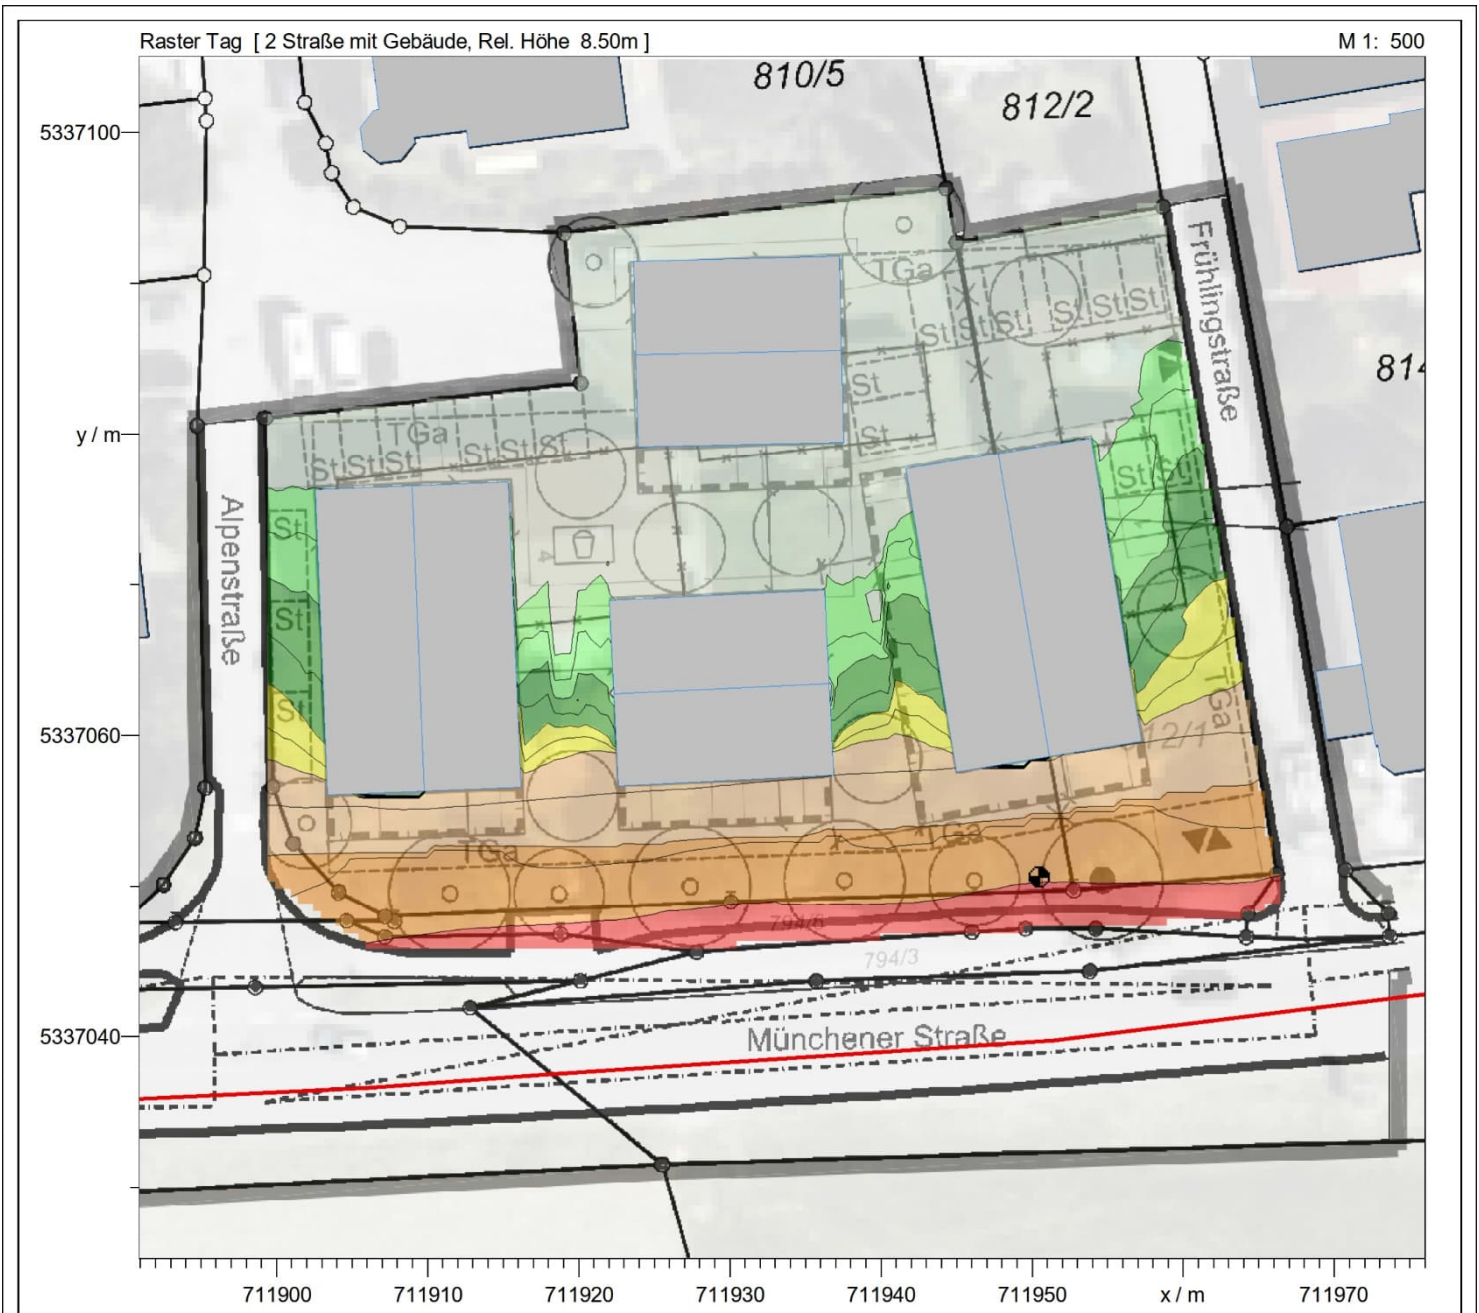 Raster Tag [ 2 Straße mit Gebäude, Rel. Höhe 8.50m ]
M 1: 500
810/5
812/2
5337100
Frühlingstraße
TGa
St St St
St St St
814
St
y / m
TGa
St
St St St
St St St
St St
Alpenstraße
St
St
St
TGa
12/1
5337060
TGa
Ga
794/6
794/3
5337040
Münchener Straße
711900
711910
711920
711930
711940
711950
x / m
711970